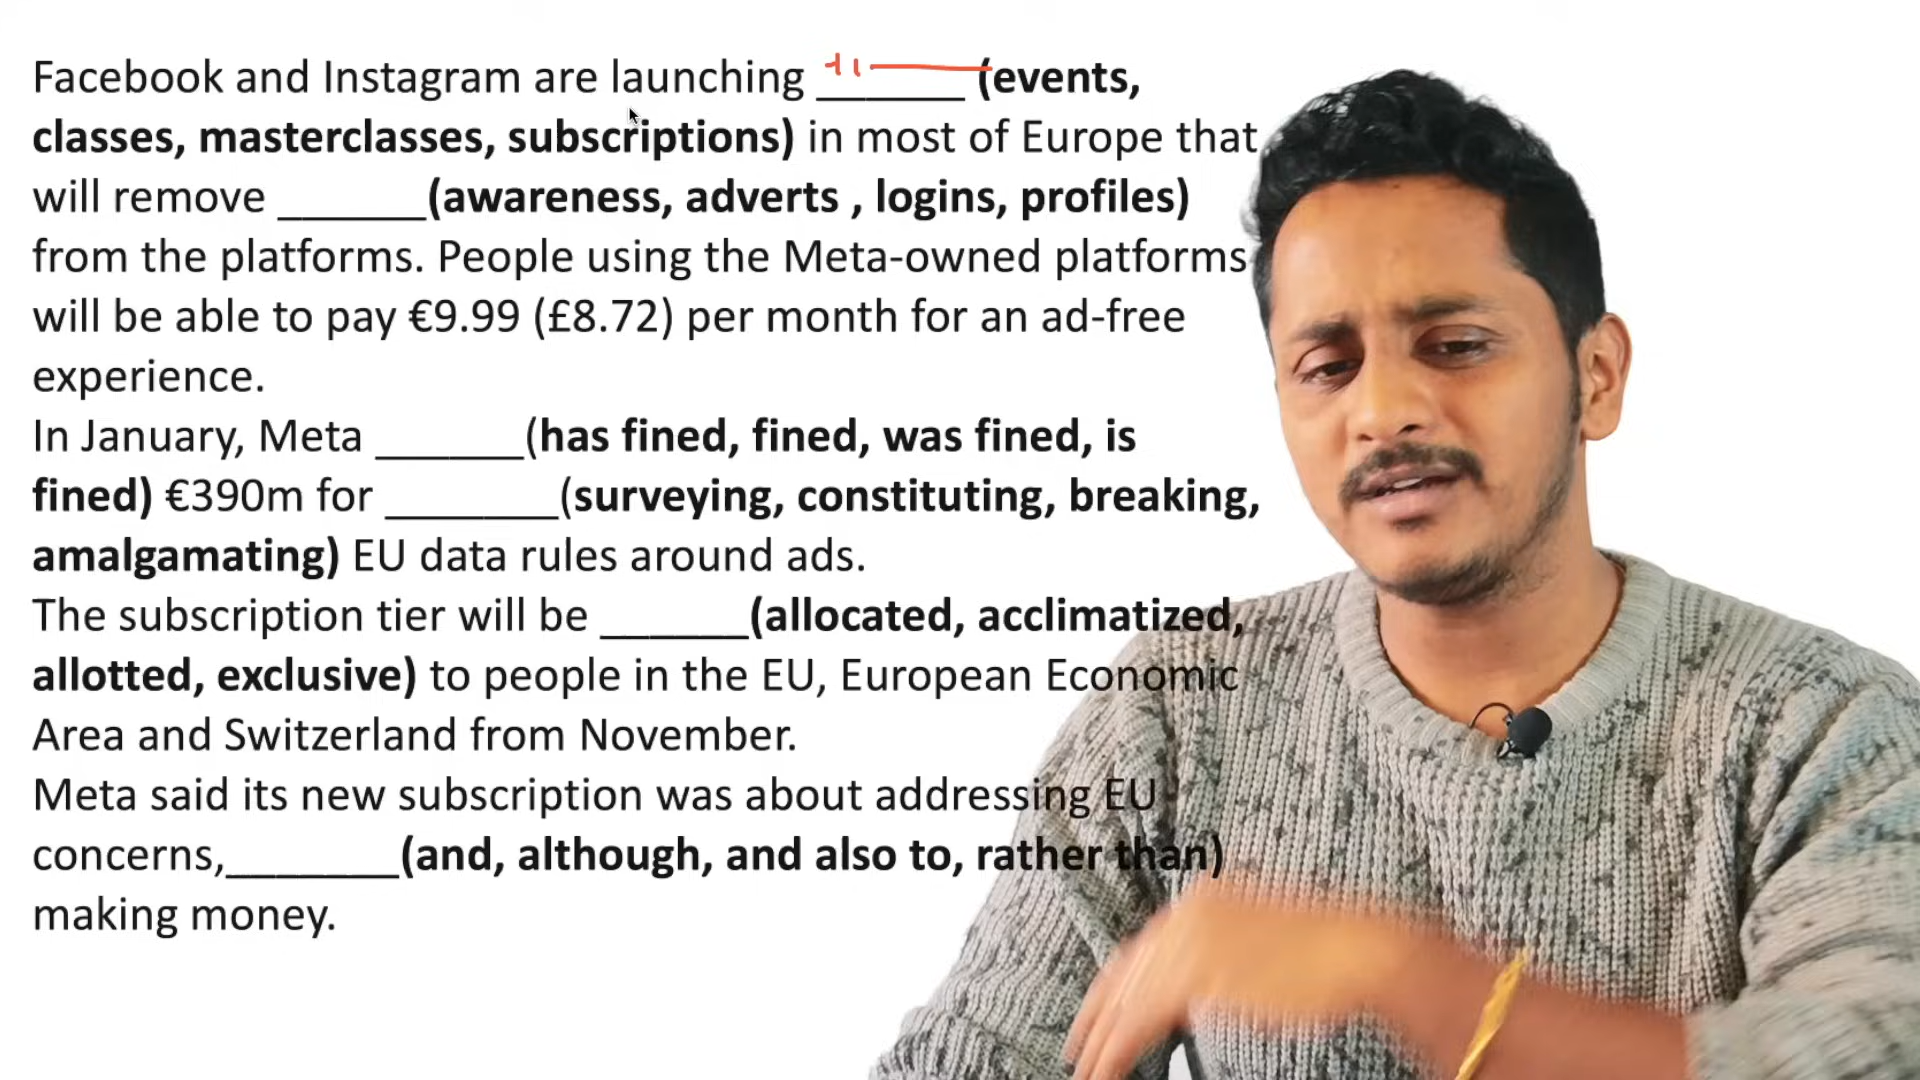 Facebook and Instagram are launching ______ (events,
classes, masterclasses, subscriptions) in most of Europe that
will remove ______(awareness, adverts , logins, profiles)
from the platforms. People using the Meta-owned platforms
will be able to pay €9.99 (£8.72) per month for an ad-free
experience.
In January, Meta ______(has fined, fined, was fined, is
fined) €390m for _______(surveying, constituting, breaking,
amalgamating) EU data rules around ads.
The subscription tier will be ______(allocated, acclimatized,
allotted, exclusive) to people in the EU, European Economic
Area and Switzerland from November.
Meta said its new subscription was about addressing EU
concerns,_______(and, although, and also to, rather than)
making money.